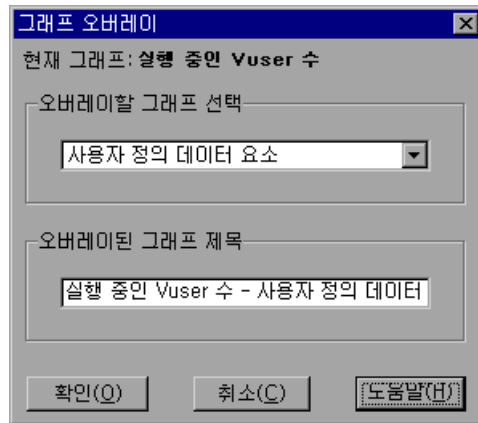 그래프 오버레이
현재 그래프: 실행 중인 Vuser 수
오버레이할 그래프 선택
사용자 정의 데이터 요소
오버레이된 그래프 제목
실행 중인 Vuser 수 - 사용자 정의 데이터
확인(O) 취소(C) 도움말(H)